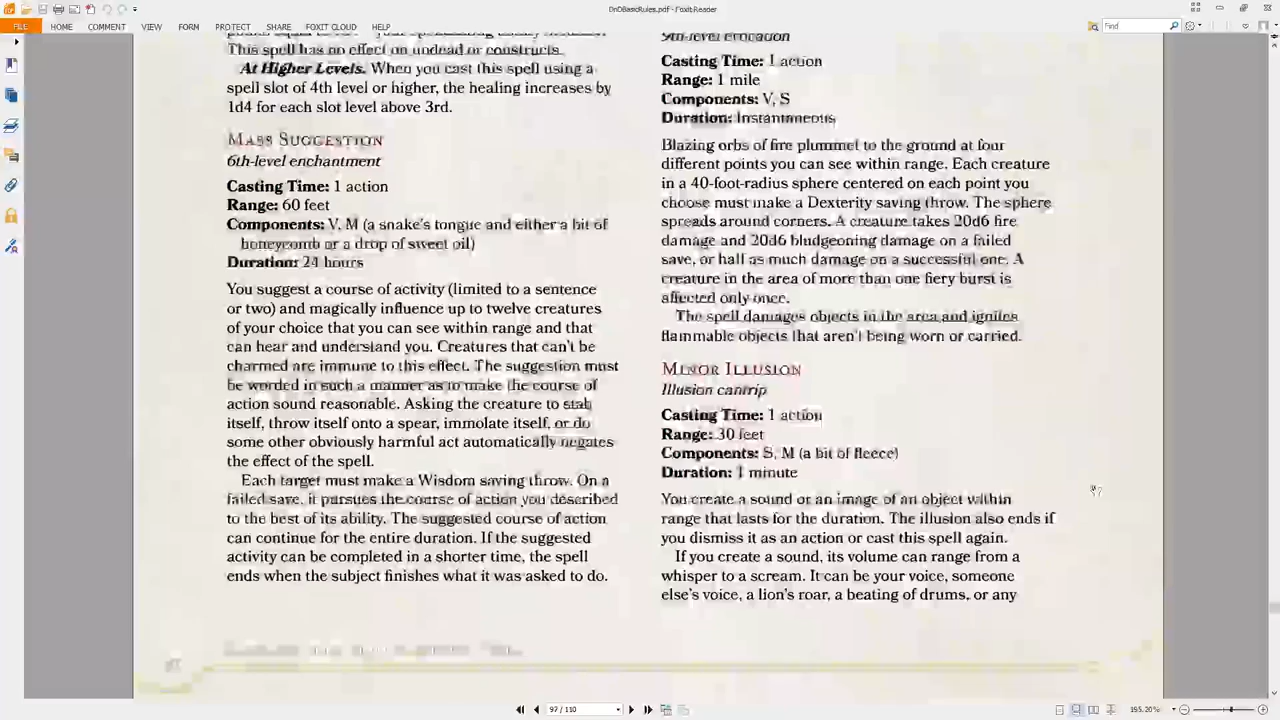 DnDBasicRules.pdf - Foxit Reader
FILE HOME COMMENT VIEW FORM PROTECT SHARE FOXIT CLOUD HELP
Find
This spell has no effect on undead or constructs.
At Higher Levels. When you cast this spell using a
spell slot of 4th level or higher, the healing increases by
1d4 for each slot level above 3rd.
Mass Suggestion
6th-level enchantment
Casting Time: 1 action
Range: 60 feet
Components: V, M (a snake's tongue and either a bit of
honeycomb or a drop of sweet oil)
Duration: 24 hours
You suggest a course of activity (limited to a sentence
or two) and magically influence up to twelve creatures
of your choice that you can see within range and that
can hear and understand you. Creatures that can't be
charmed are immune to this effect. The suggestion must
be worded in such a manner as to make the course of
action sound reasonable. Asking the creature to stab
itself, throw itself onto a spear, immolate itself, or do
some other obviously harmful act automatically negates
the effect of the spell.
Each target must make a Wisdom saving throw. On a
failed save, it pursues the course of action you described
to the best of its ability. The suggested course of action
can continue for the entire duration. If the suggested
activity can be completed in a shorter time, the spell
ends when the subject finishes what it was asked to do.
9th-level evocation
Casting Time: 1 action
Range: 1 mile
Components: V, S
Duration: Instantaneous
Blazing orbs of fire plummet to the ground at four
different points you can see within range. Each creature
in a 40-foot-radius sphere centered on each point you
choose must make a Dexterity saving throw. The sphere
spreads around corners. A creature takes 20d6 fire
damage and 20d6 bludgeoning damage on a failed
save, or half as much damage on a successful one. A
creature in the area of more than one fiery burst is
affected only once.
The spell damages objects in the area and ignites
flammable objects that aren't being worn or carried.
Minor Illusion
Illusion cantrip
Casting Time: 1 action
Range: 30 feet
Components: S, M (a bit of fleece)
Duration: 1 minute
You create a sound or an image of an object within
range that lasts for the duration. The illusion also ends if
you dismiss it as an action or cast this spell again.
If you create a sound, its volume can range from a
whisper to a scream. It can be your voice, someone
else's voice, a lion's roar, a beating of drums, or any
97 / 110
195.20%